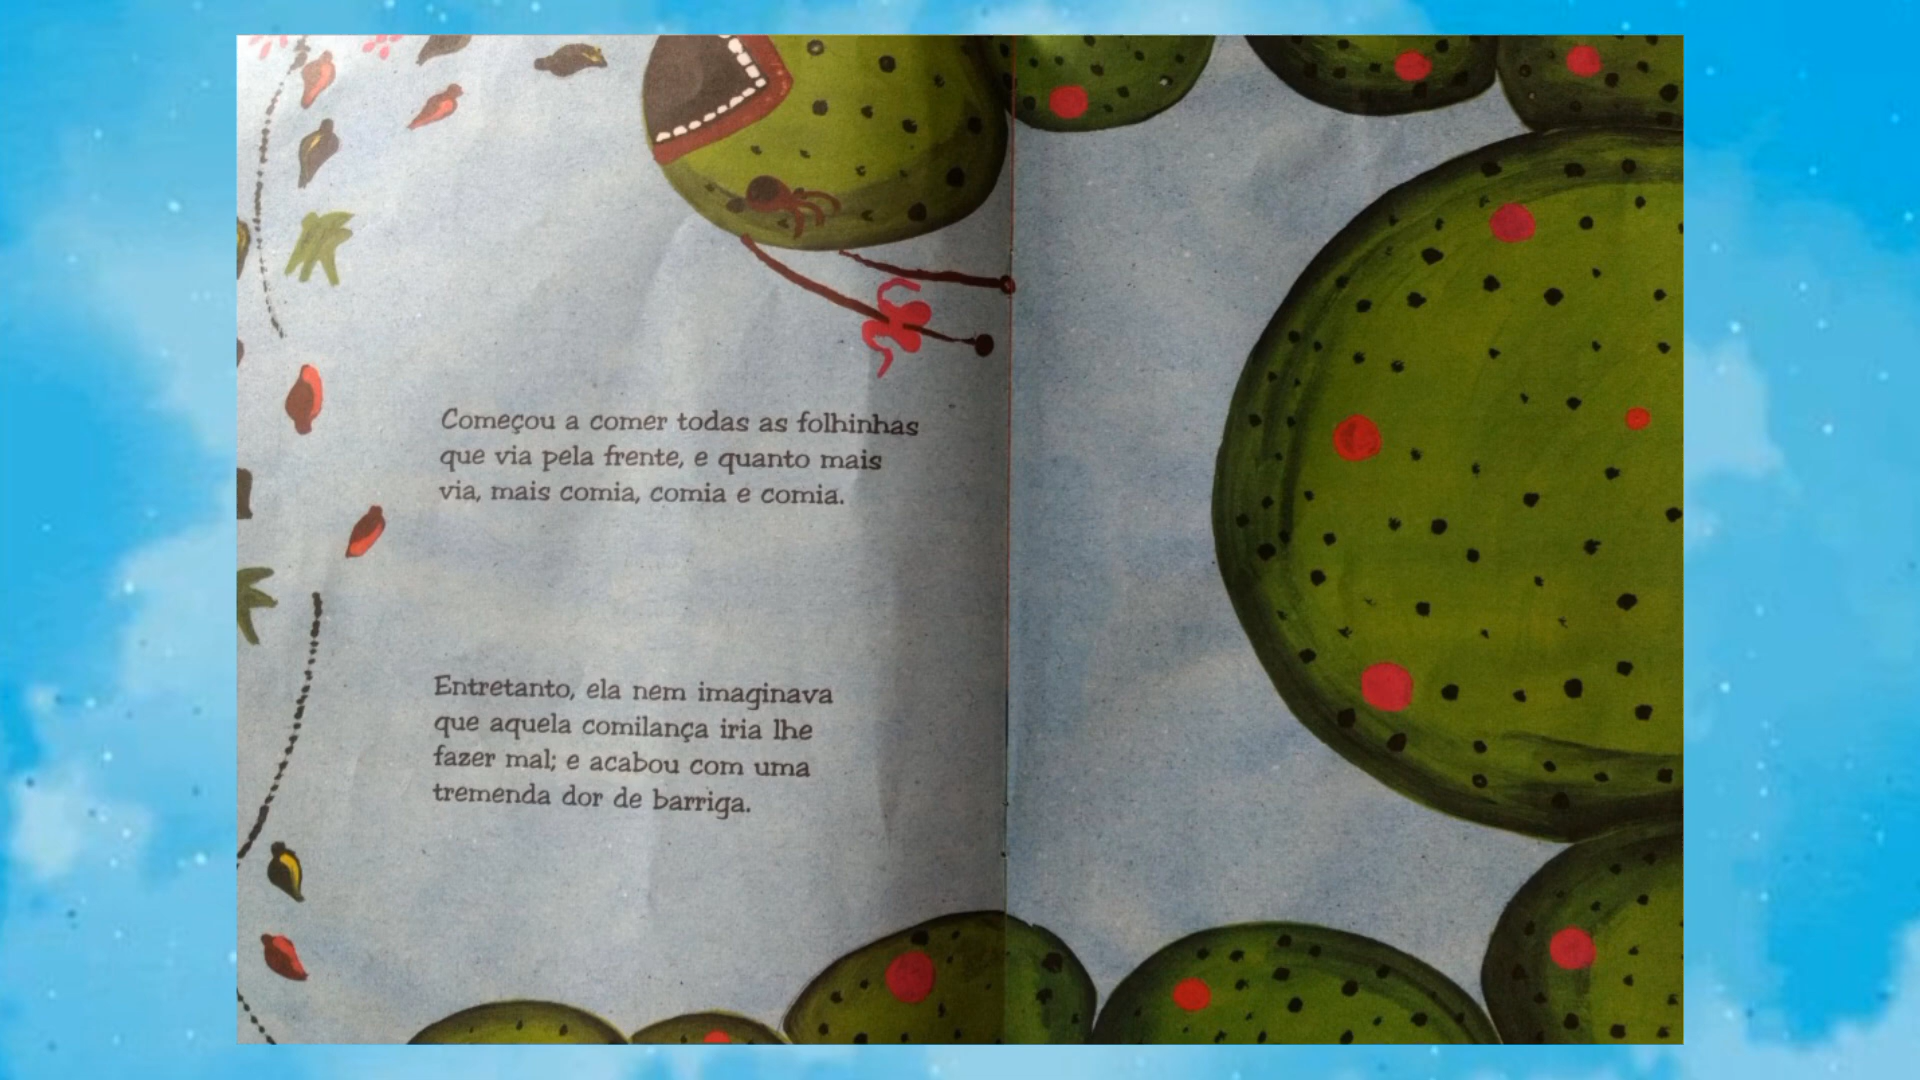 Começou a comer todas as folhinhas
que via pela frente, e quanto mais
via, mais comia, comia e comia.
Entretanto, ela nem imaginava
que aquela comilança iria lhe
fazer mal; e acabou com uma
tremenda dor de barriga.